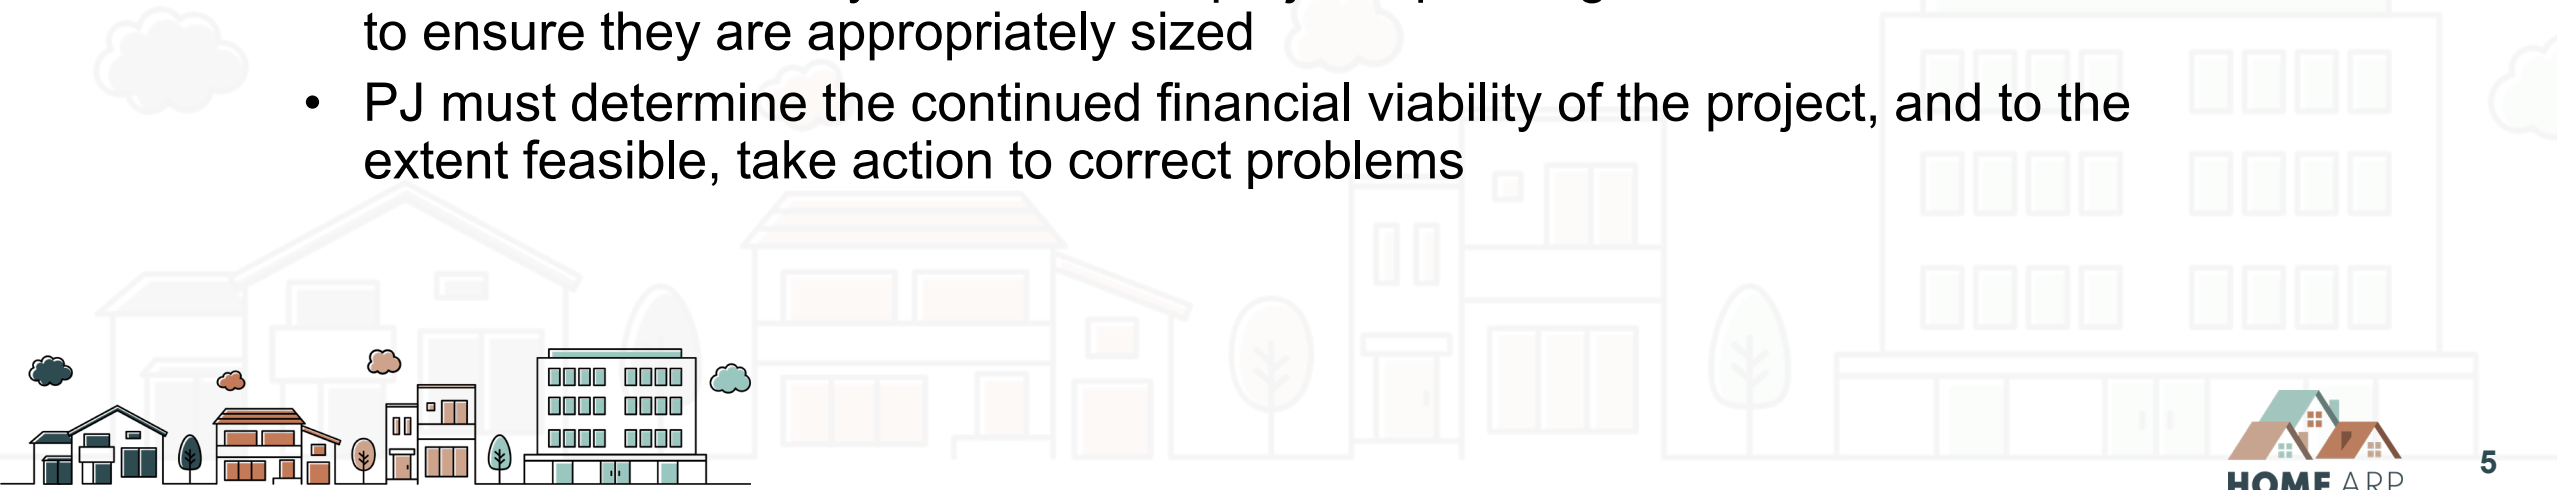 to ensure they are appropriately sized
• PJ must determine the continued financial viability of the project, and to the
extent feasible, take action to correct problems
HOME ARP
5